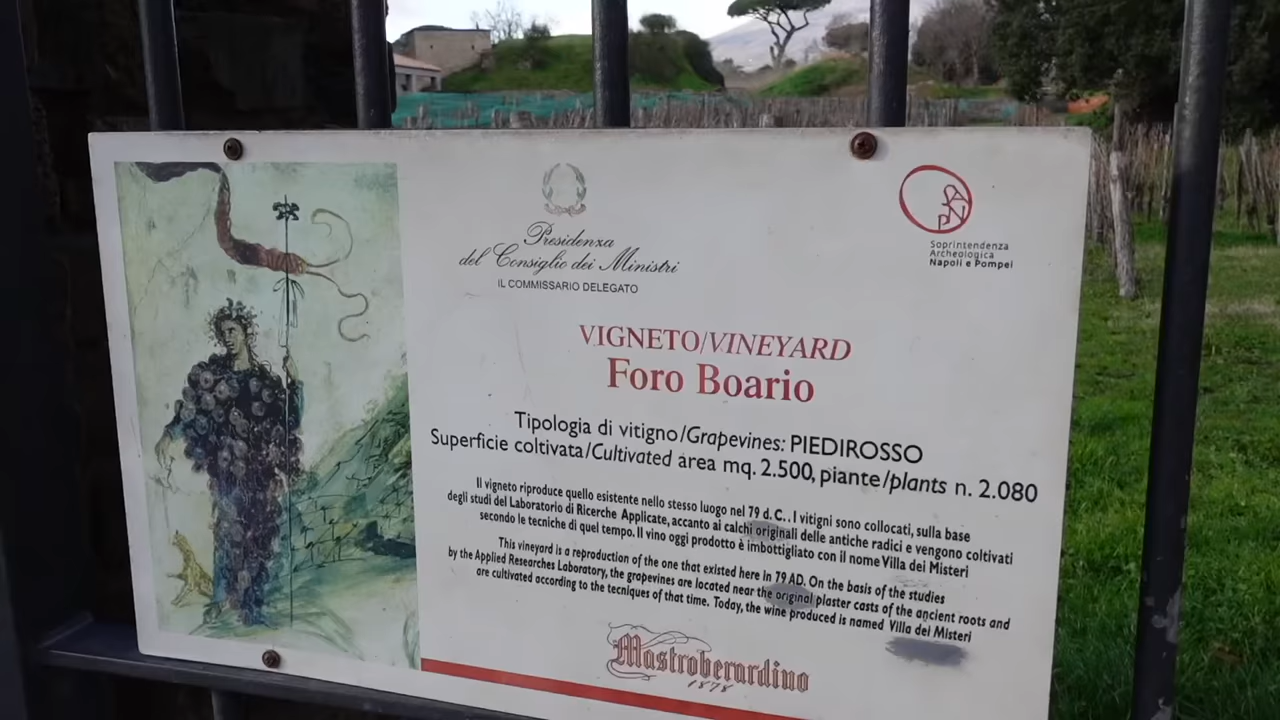 Presidenza
del Consiglio dei Ministri
IL COMMISSARIO DELEGATO
SANP
Soprintendenza
Archeologica
Napoli e Pompei
VIGNETO/VINEYARD
Foro Boario
Tipologia di vitigno/Grapevines: PIEDIROSSO
Superficie coltivata/Cultivated area mq. 2.500, piante/plants n. 2.080
Il vigneto riproduce quello esistente nello stesso luogo nel 79 d. C.. I vitigni sono collocati, sulla base
degli studi del Laboratorio di Ricerche Applicate, accanto ai calchi originali delle antiche radici e vengono coltivati
secondo le tecniche di quel tempo. Il vino oggi prodotto è imbottigliato con il nome Villa dei Misteri
This vineyard is a reproduction of the one that existed here in 79 AD. On the basis of the studies
by the Applied Researches Laboratory, the grapevines are located near the original plaster casts of the ancient roots and
are cultivated according to the tecniques of that time. Today, the wine produced is named Villa dei Misteri
Mastroberardino
1878